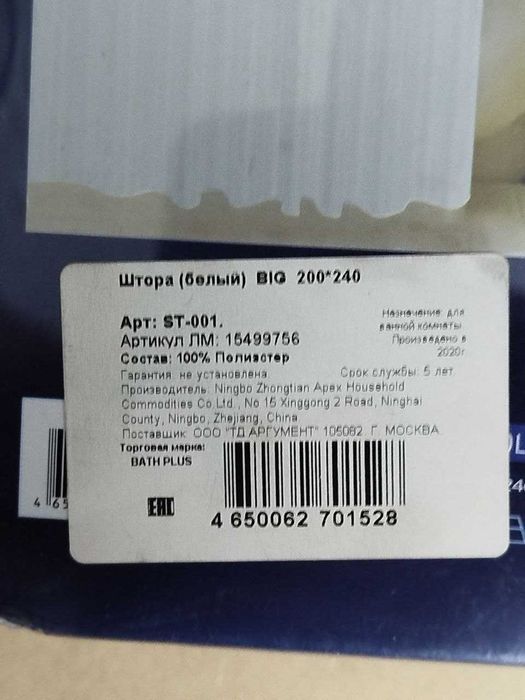 Штора (белый) BIG 200*240
Арт: ST-001.
Артикул ЛМ: 15499756
Состав: 100% Полиэстер
Назначение: для
ванной комнаты
Произведено в
2020г
Гарантия: не установлена. Срок службы: 5 лет
Производитель: Ningbo Zhongtian Apex Household
Commodities Co.Ltd., No 15 Xinggong 2 Road, Ninghai
County, Ningbo, Zhejiang, China
Поставщик: ООО "ТД АРГУМЕНТ" 105082. Г. МОСКВА.
Торговая марка:
BATH PLUS
EAC
4 650062 701528
4 65